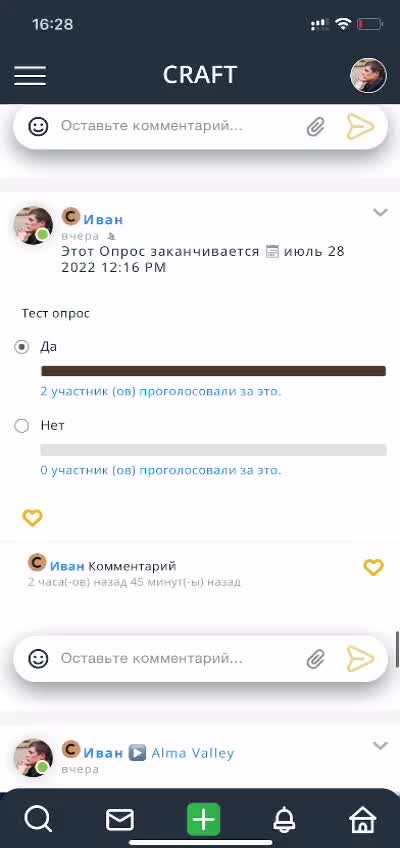 16:28
CRAFT
Оставьте комментарий...
C Иван
вчера
Этот Опрос заканчивается июль 28
2022 12:16 PM
Тест опрос
Да
2 участник (ов) проголосовали за это.
Нет
0 участник (ов) проголосовали за это.
C Иван Комментарий
2 часа(-ов) назад 45 минут(-ы) назад
Оставьте комментарий...
C Иван Alma Valley
вчера